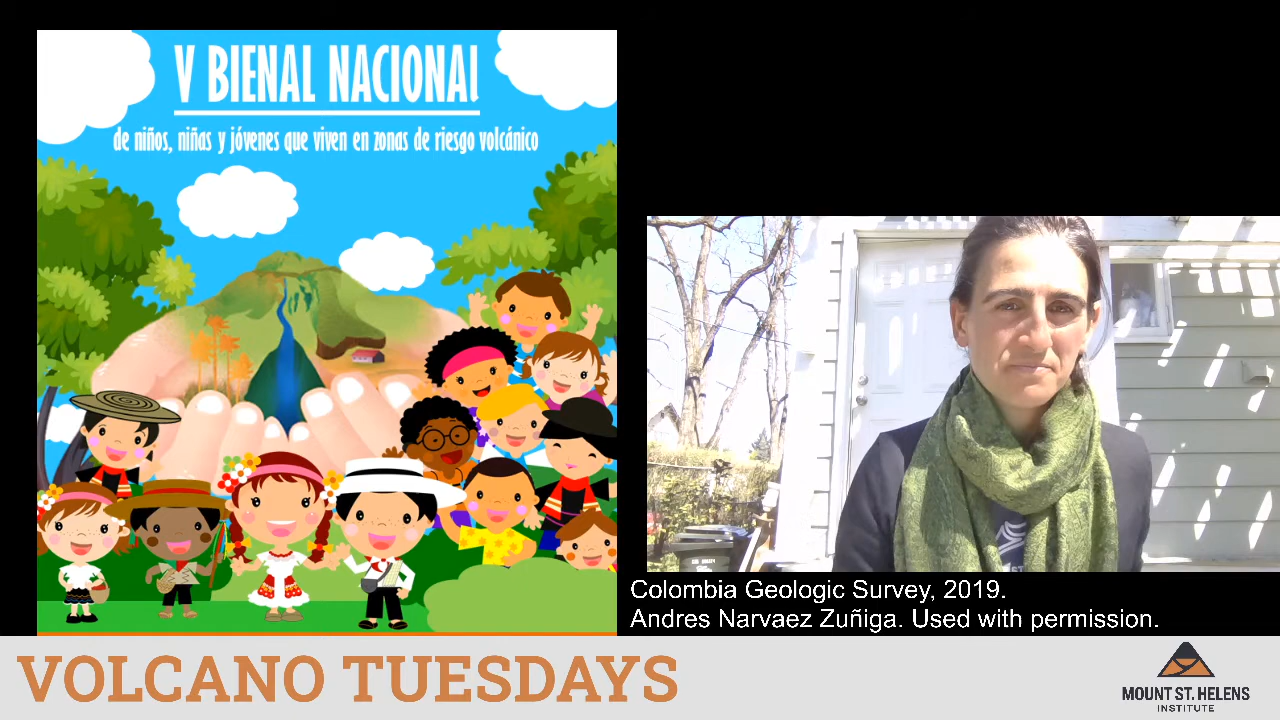 V BIENAL NACIONAL
de niños, niñas y jóvenes que viven en zonas de riesgo volcánico
Colombia Geologic Survey, 2019.
Andres Narvaez Zuñiga. Used with permission.
VOLCANO TUESDAYS
MOUNT ST. HELENS
INSTITUTE